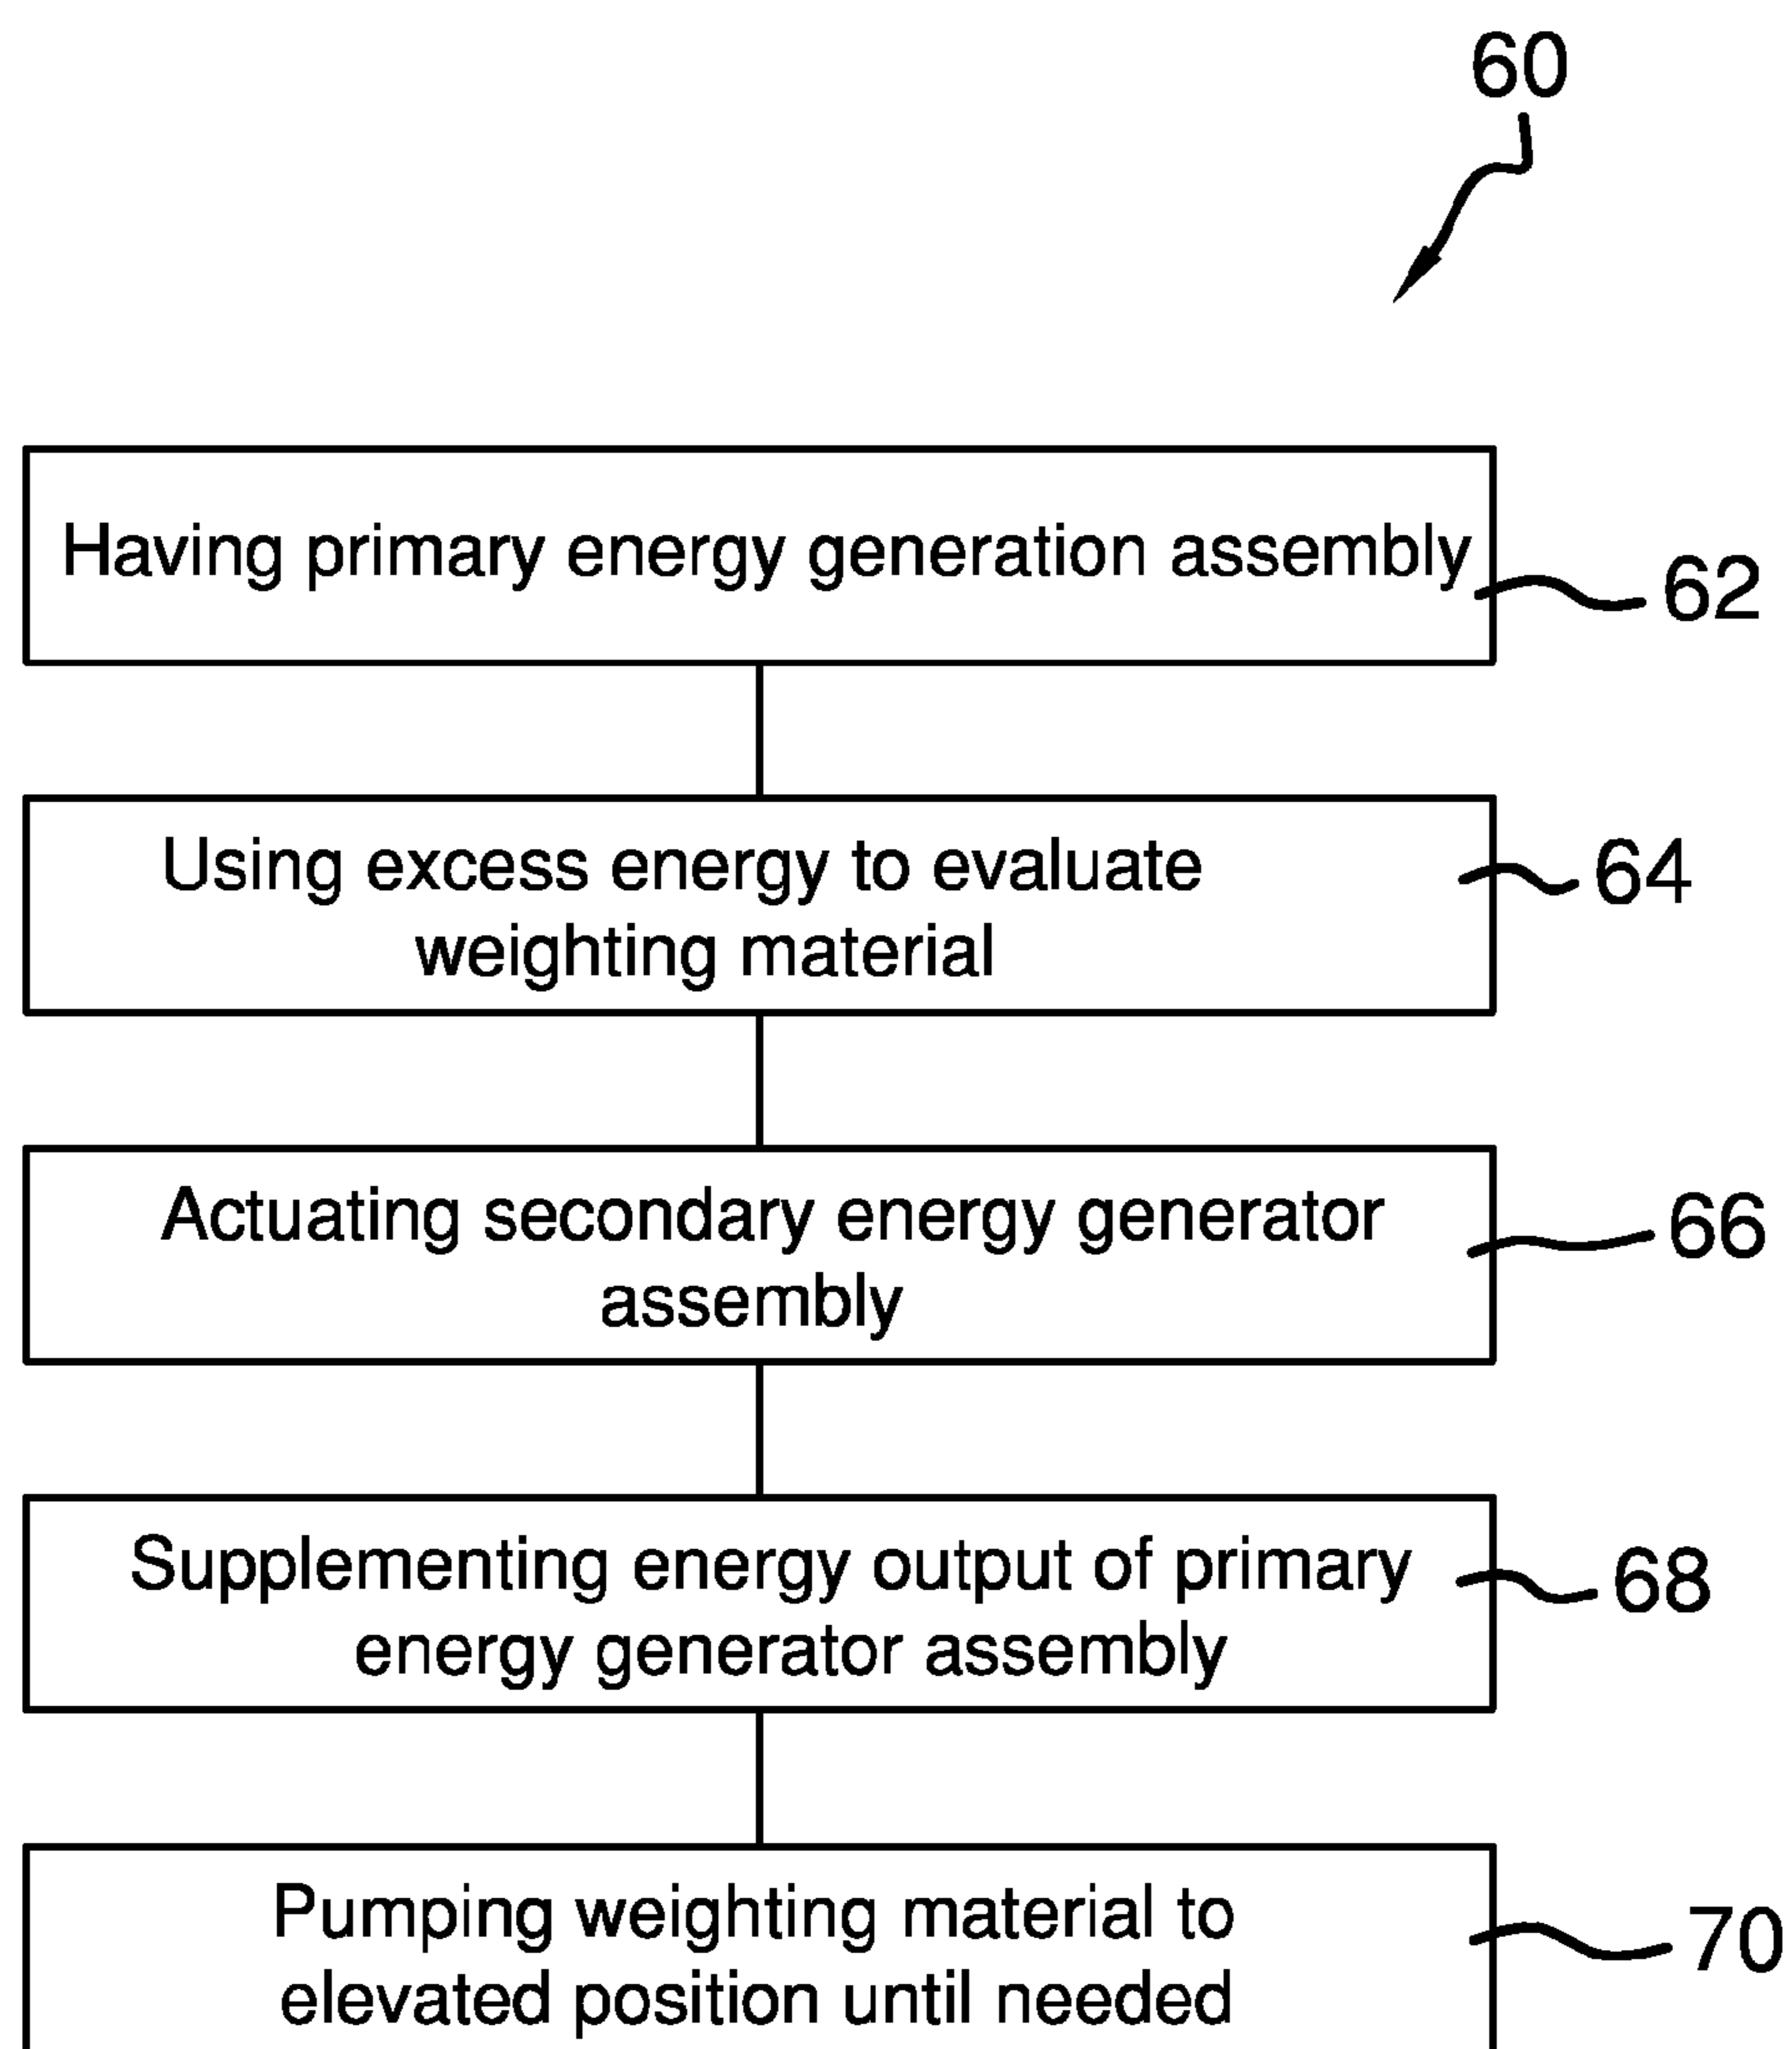 60
Having primary energy generation assembly
62
Using excess energy to evaluate
weighting material
64
Actuating secondary energy generator
assembly
66
Supplementing energy output of primary
energy generator assembly
68
Pumping weighting material to
elevated position until needed
70